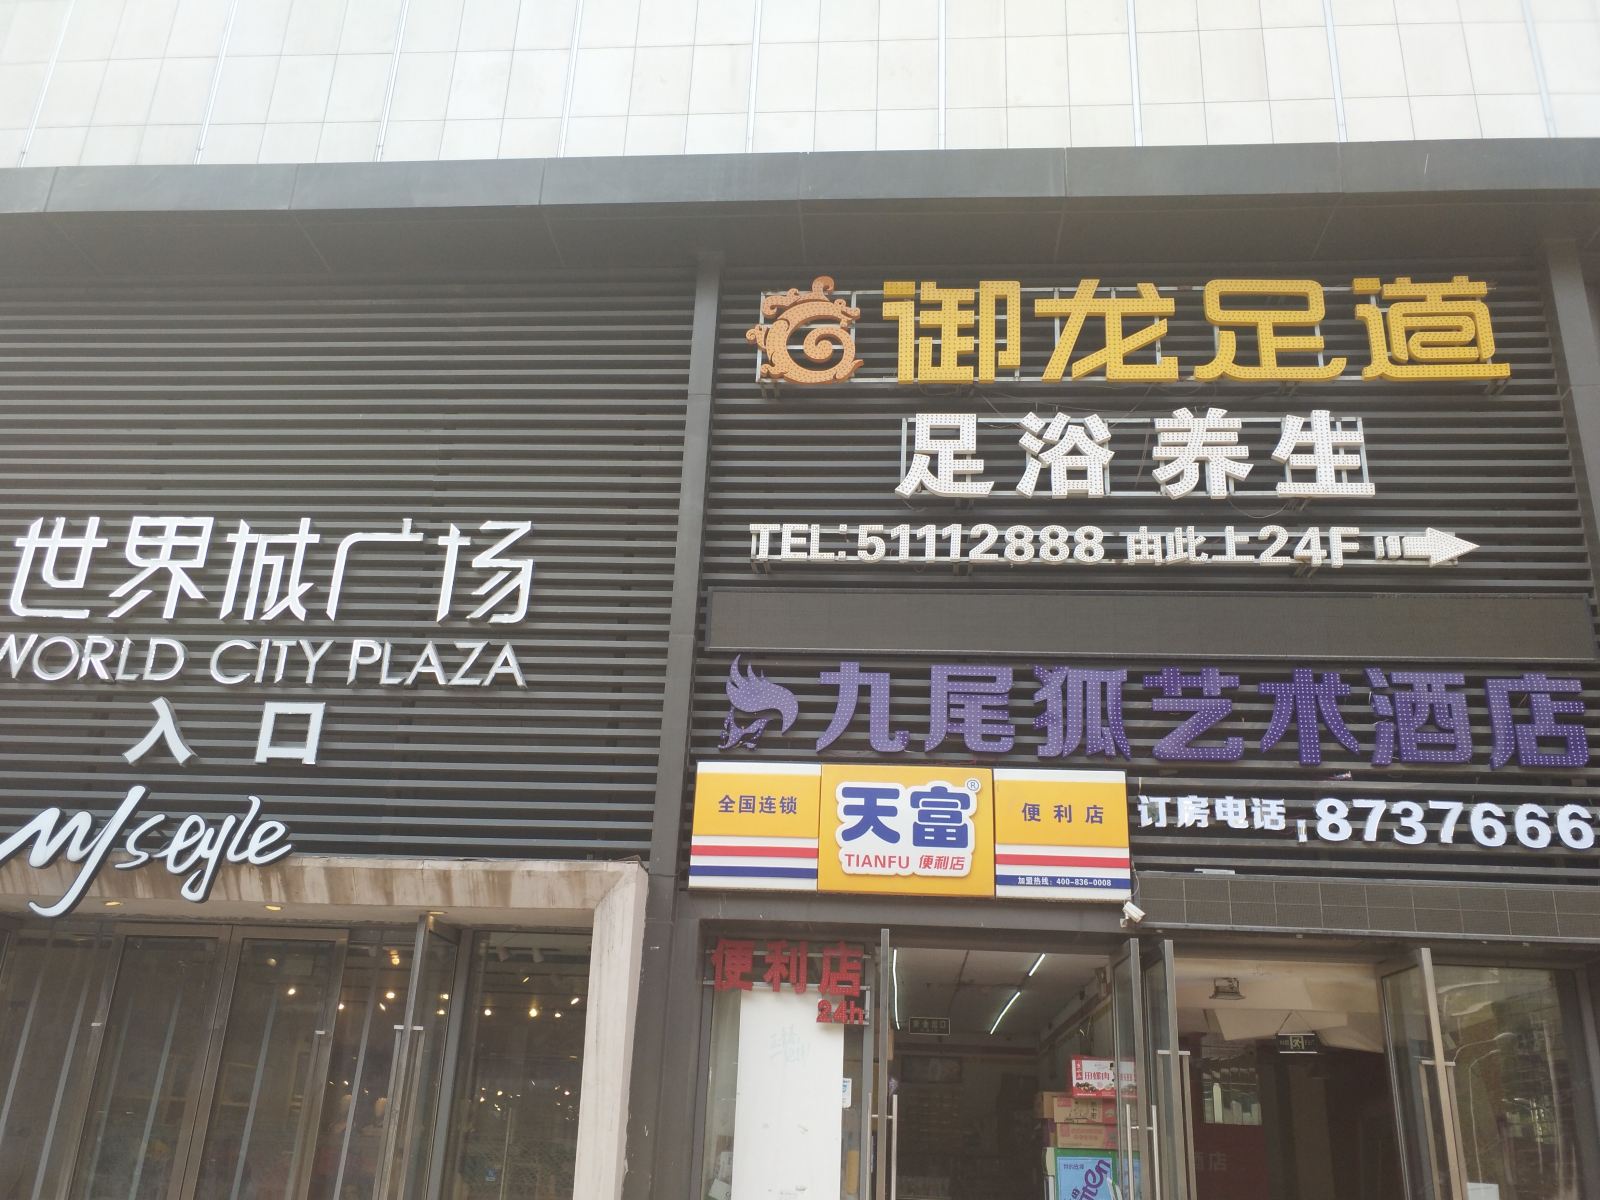 御龙足道
足浴养生
TEL:51112888 由此上24F
世界城广场
WORLD CITY PLAZA
入口
九尾狐艺术酒店
订房电话:8737666
全国连锁
天富®
TIANFU 便利店
便利店
加盟热线：400-836-0008
便利店
24h
田螺肉